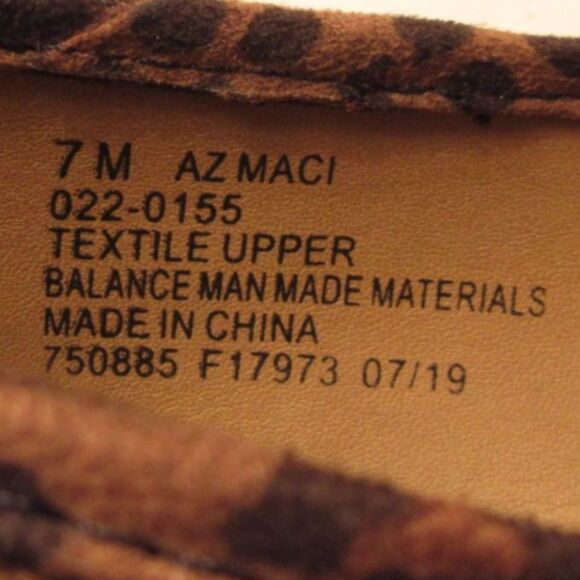 7 M AZ MACI
022-0155
TEXTILE UPPER
BALANCE MAN MADE MATERIALS
MADE IN CHINA
750885 F17973 07/19